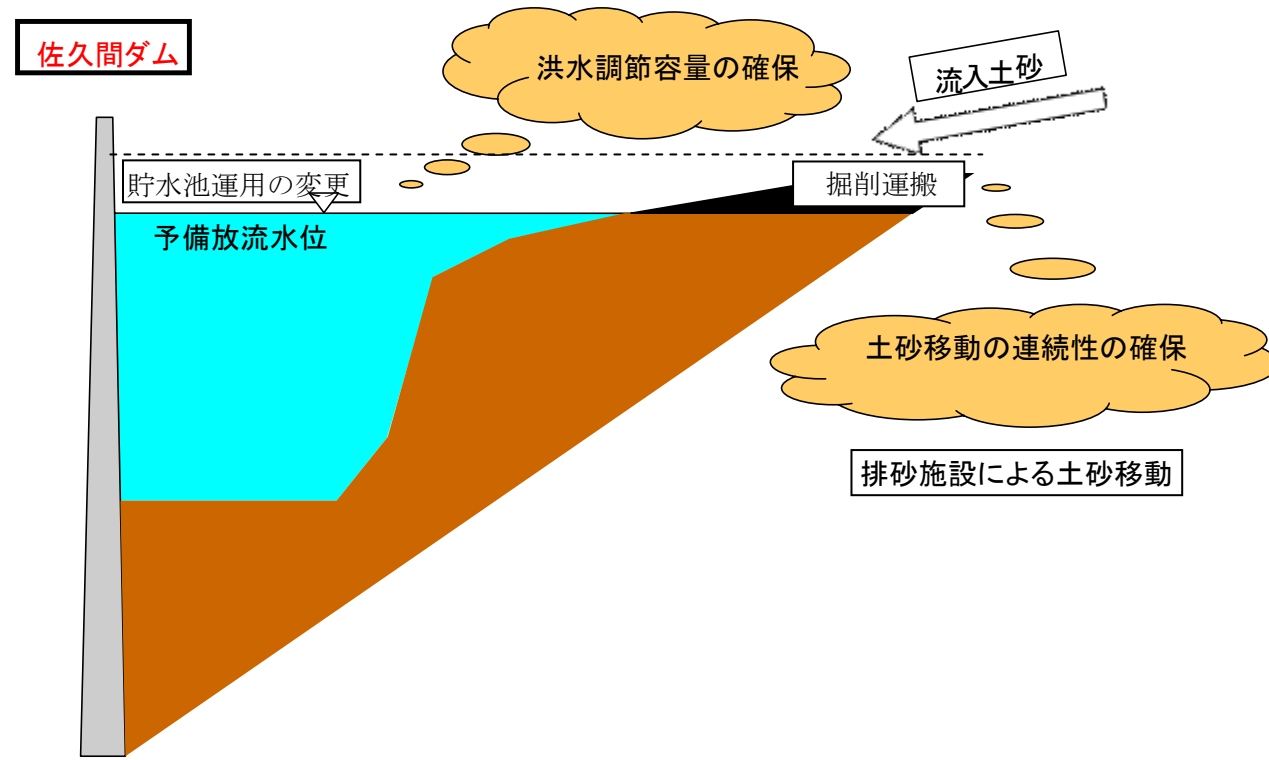 佐久間ダム
洪水調節容量の確保
流入土砂
貯水池運用の変更
掘削運搬
予備放流水位
土砂移動の連続性の確保
排砂施設による土砂移動